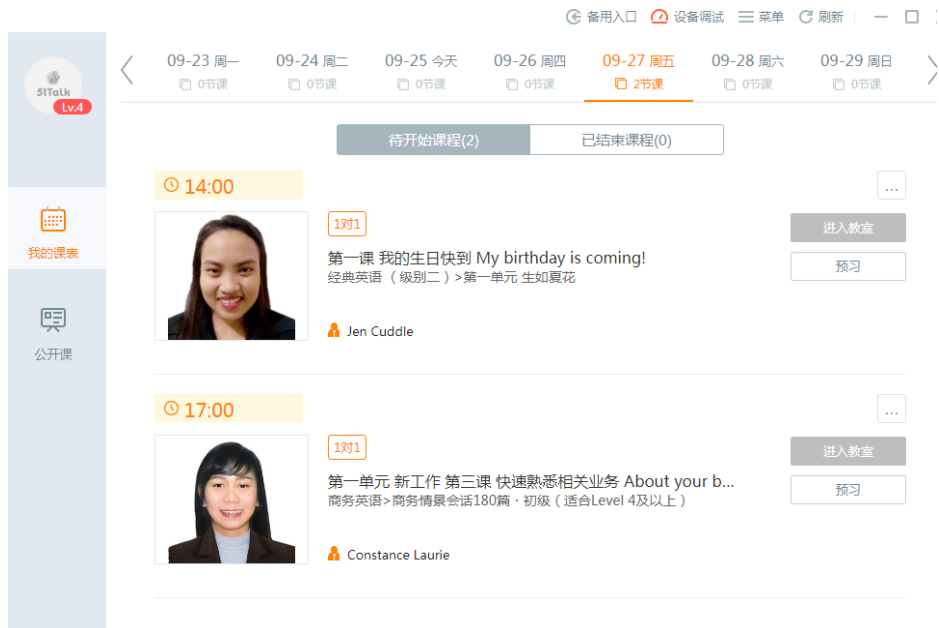 备用入口 设备调试 菜单 刷新
51Talk
Lv.4
我的课表
公开课
09-23 周一 09-24 周二 09-25 今天 09-26 周四 09-27 周五 09-28 周六 09-29 周日
0节课 0节课 0节课 0节课 2节课 0节课 0节课
待开始课程(2) 已结束课程(0)
14:00 ...
1对1 进入教室
第一课 我的生日快到 My birthday is coming!
经典英语（级别二）>第一单元 生如夏花 预习
Jen Cuddle
17:00 ...
1对1 进入教室
第一单元 新工作 第三课 快速熟悉相关业务 About your b...
商务英语>商务情景会话180篇·初级（适合Level 4及以上） 预习
Constance Laurie